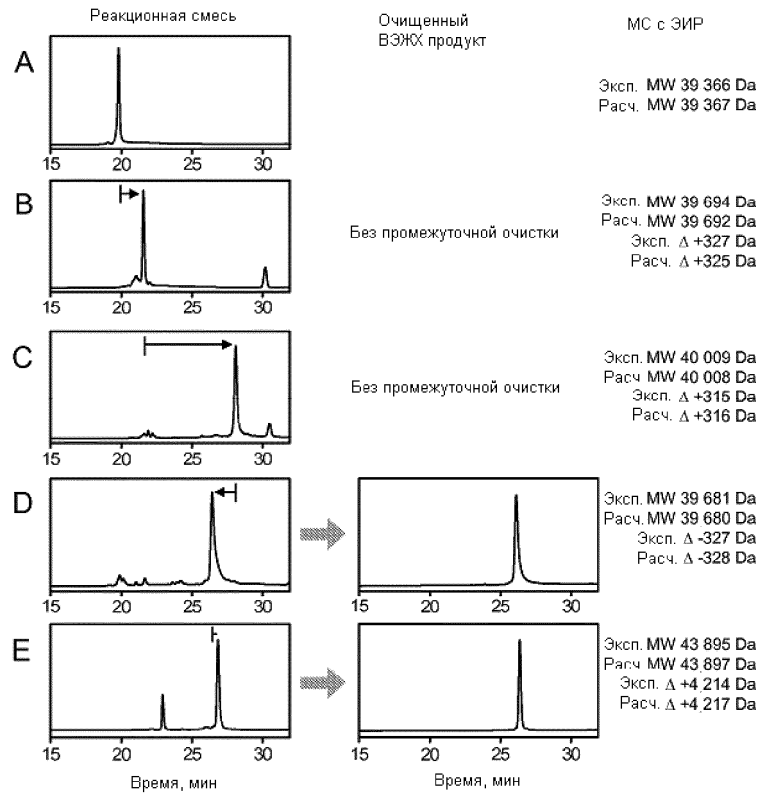 Реакционная смесь
Очищенный
ВЭЖХ продукт
МС с ЭИР
A
Эксп. MW 39 366 Da
Расч. MW 39 367 Da
15 20 25 30
B
Без промежуточной очистки
Эксп. MW 39 694 Da
Расч. MW 39 692 Da
Эксп. Δ +327 Da
Расч. Δ +325 Da
15 20 25 30
C
Без промежуточной очистки
Эксп. MW 40 009 Da
Расч MW 40 008 Da
Эксп. Δ +315 Da
Расч. Δ +316 Da
15 20 25 30
D
Эксп. MW 39 681 Da
Расч. MW 39 680 Da
Эксп. Δ -327 Da
Расч. Δ -328 Da
15 20 25 30 15 20 25 30
E
Эксп. MW 43 895 Da
Расч MW 43 897 Da
Эксп. Δ +4 214 Da
Расч. Δ +4 217 Da
15 20 25 30 15 20 25 30
Время, мин Время, мин